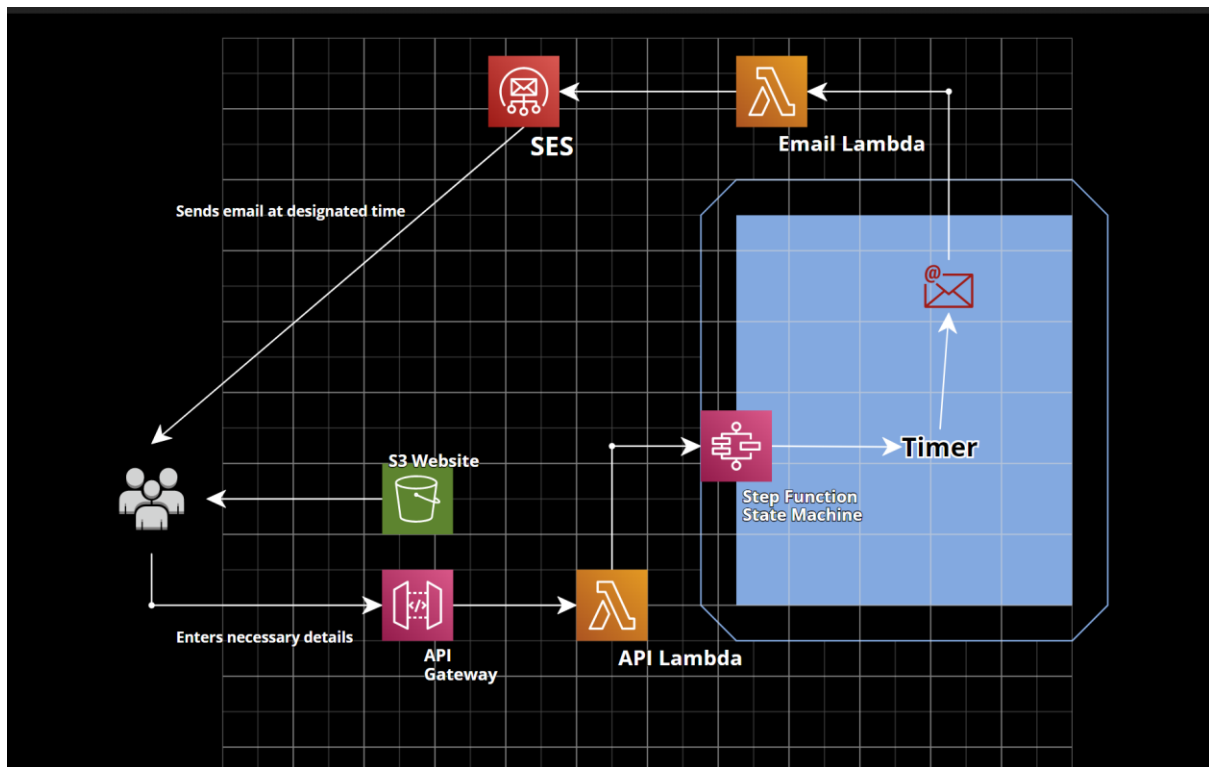 SES
Email Lambda
Sends email at designated time
@
Timer
S3 Website
Step Function
State Machine
</>
Enters necessary details
API
Gateway
API Lambda